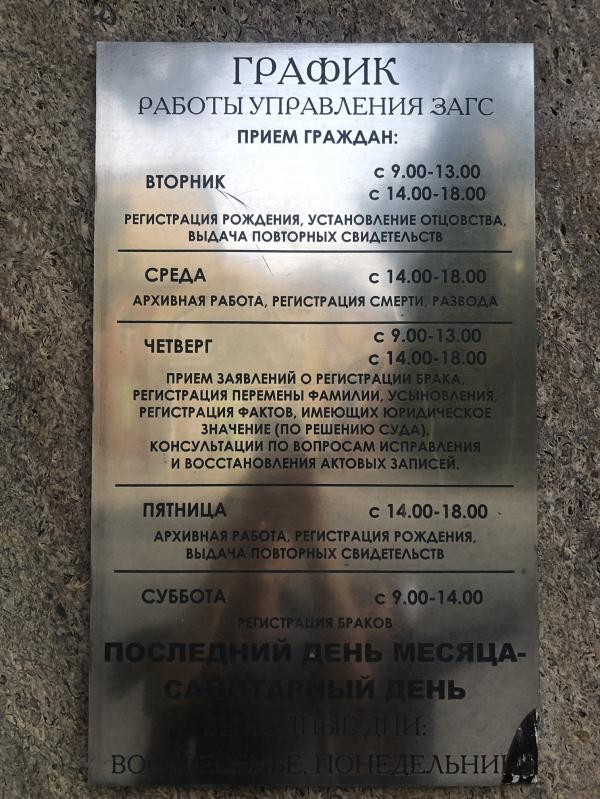 ГРАФИК
РАБОТЫ УПРАВЛЕНИЯ ЗАГС
ПРИЕМ ГРАЖДАН:
ВТОРНИК
с 9.00-13.00
с 14.00-18.00
РЕГИСТРАЦИЯ РОЖДЕНИЯ, УСТАНОВЛЕНИЕ ОТЦОВСТВА,
ВЫДАЧА ПОВТОРНЫХ СВИДЕТЕЛЬСТВ
СРЕДА с 14.00-18.00
АРХИВНАЯ РАБОТА, РЕГИСТРАЦИЯ СМЕРТИ, РАЗВОДА
ЧЕТВЕРГ
с 9.00-13.00
с 14.00-18.00
ПРИЕМ ЗАЯВЛЕНИЙ О РЕГИСТРАЦИИ БРАКА,
РЕГИСТРАЦИЯ ПЕРЕМЕНЫ ФАМИЛИИ, УСЫНОВЛЕНИЯ,
РЕГИСТРАЦИЯ ФАКТОВ, ИМЕЮЩИХ ЮРИДИЧЕСКОЕ
ЗНАЧЕНИЕ (ПО РЕШЕНИЮ СУДА).
КОНСУЛЬТАЦИИ ПО ВОПРОСАМ ИСПРАВЛЕНИЯ
И ВОССТАНОВЛЕНИЯ АКТОВЫХ ЗАПИСЕЙ.
ПЯТНИЦА с 14.00-18.00
АРХИВНАЯ РАБОТА, РЕГИСТРАЦИЯ РОЖДЕНИЯ,
ВЫДАЧА ПОВТОРНЫХ СВИДЕТЕЛЬСТВ
СУББОТА с 9.00-14.00
РЕГИСТРАЦИЯ БРАКОВ
ПОСЛЕДНИЙ ДЕНЬ МЕСЯЦА-
САНИТАРНЫЙ ДЕНЬ
ВЫХОДНЫЕ ДНИ:
ВОСКРЕСЕНЬЕ, ПОНЕДЕЛЬНИК